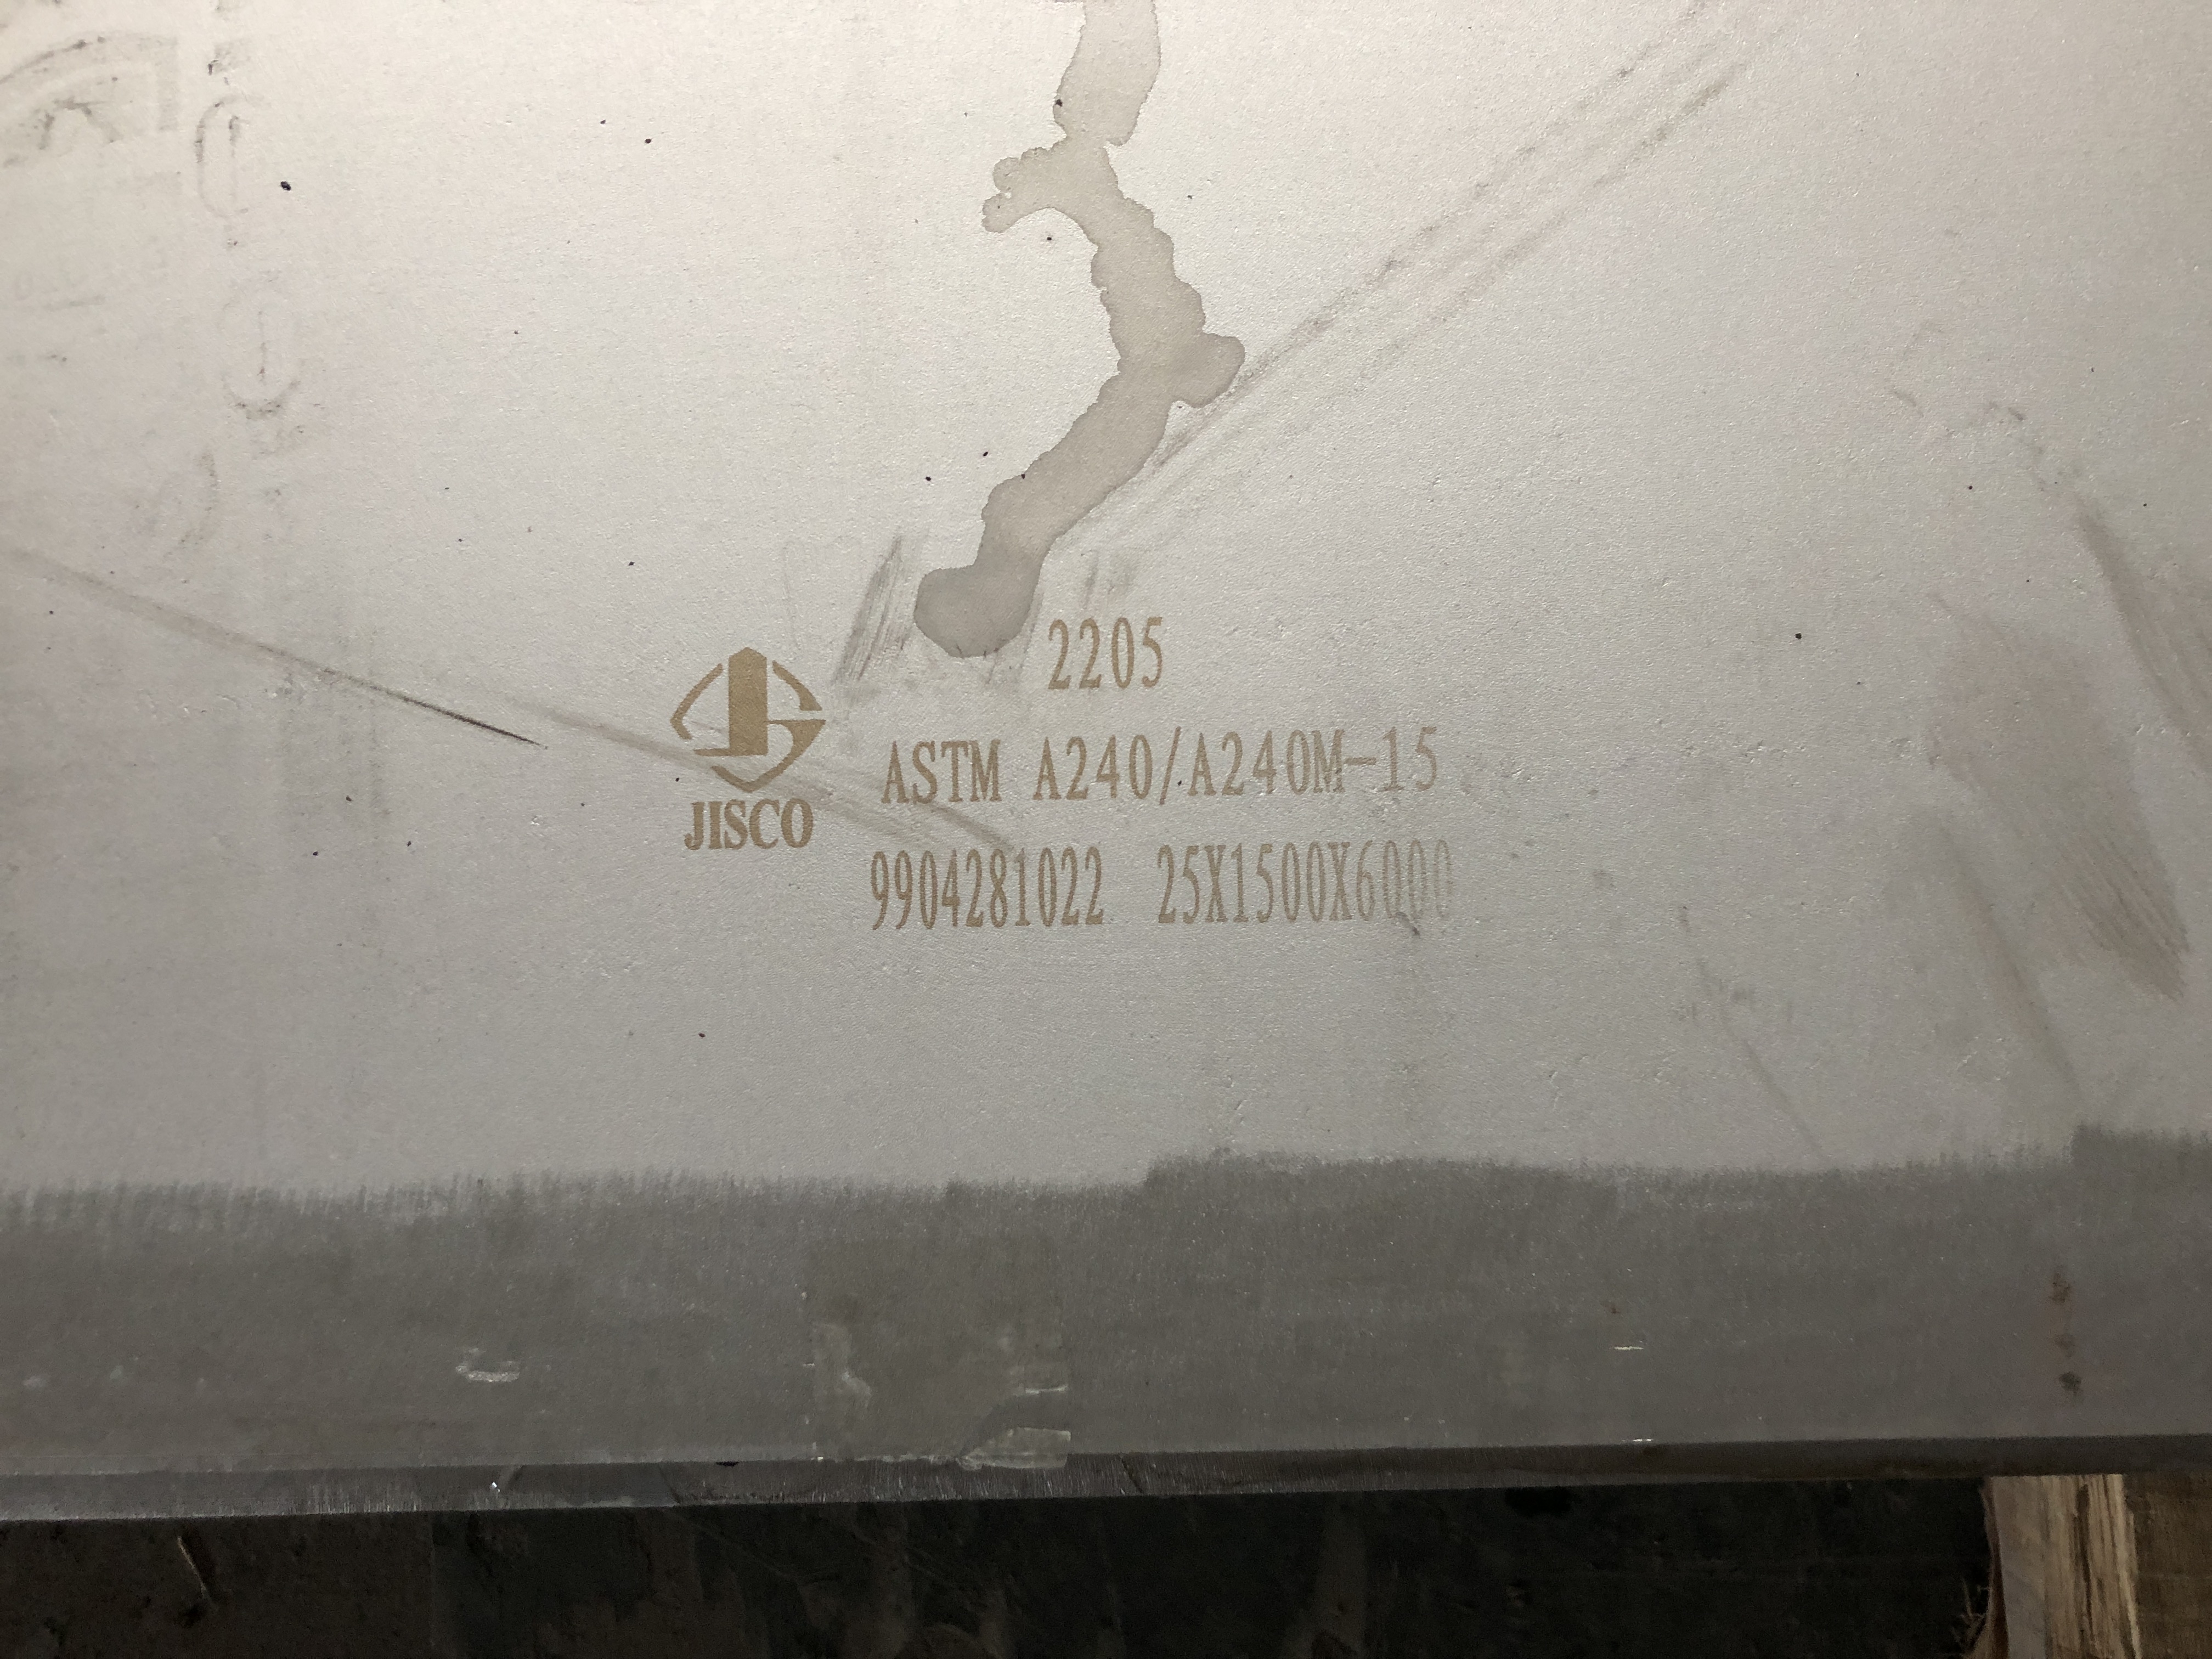 2205
ASTM A240/A240M-15
JISCO
9904281022 25X1500X6000